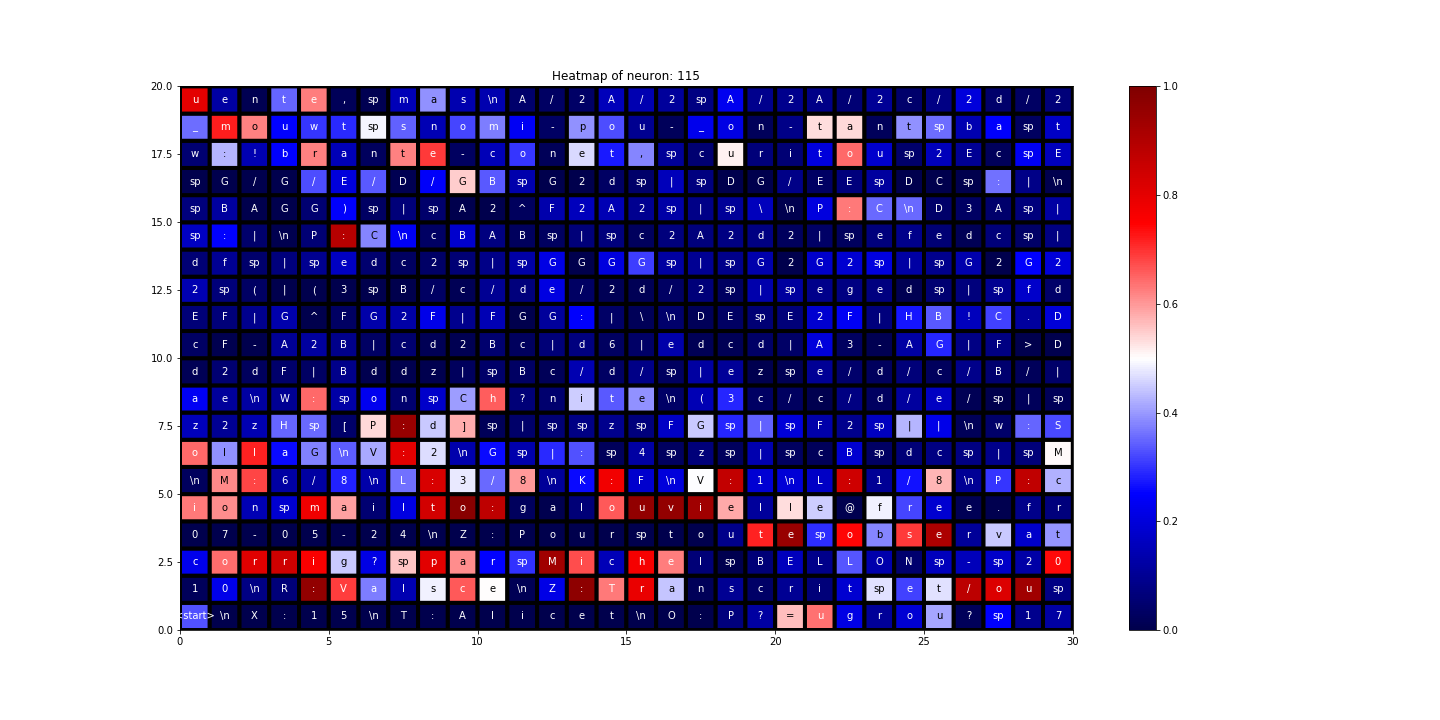 Heatmap of neuron: 115
20.0 u e n t e , sp m a s \n A / 2 A / 2 sp A / 2 A / 2 c / 2 d / 2 1.0
_ m o u w t sp s n o m i - p o u - _ o n - t a n t sp b a sp t
17.5 w : ! b r a n t e - c o n e t , sp c u r i t o u sp 2 E c sp E
sp G / G / E / D / G B sp G 2 d sp | sp D G / E E sp D C sp : | \n
15.0 sp B A G G ) sp | sp A 2 ^ F 2 A 2 sp | sp \ \n P : C \n D 3 A sp | 0.8
sp : | \n P : C \n c B A B sp | sp c 2 A 2 d 2 | sp e f e d c sp |
d f sp | sp e d c 2 sp | sp G G G G sp | sp G 2 G 2 sp | sp G 2 G 2
12.5 2 sp ( | ( 3 sp B / c / d e / 2 d / 2 sp | sp e g e d sp | sp f d 0.6
E F | G ^ F G 2 F | F G G : | \ \n D E sp E 2 F | H B ! C . D
10.0 c F - A 2 B | c d 2 B c | d 6 | e d c d | A 3 - A G | F > D
d 2 d F | B d d z | sp B c / d / sp | e z sp e / d / c / B / |
a e \n W : sp o n sp C h ? n i t e \n ( 3 c / c / d / e / sp | sp 0.4
7.5 z 2 z H sp [ P : d ] sp | sp sp z sp F G sp | sp F 2 sp | | \n w : S
o l l a G \n V : 2 \n G sp | : sp 4 sp z sp | sp c B sp d c sp | sp M
5.0 \n M : 6 / 8 \n L : 3 / 8 \n K : F \n V : 1 \n L : 1 / 8 \n P : c
i o n sp m a i l t o : g a l o u v i e l l e @ f r e e . f r 0.2
0 7 - 0 5 - 2 4 \n Z : P o u r sp t o u t e sp o b s e r v a t
2.5 c o r r i g ? sp p a r sp M i c h e l sp B E L L O N sp - sp 2 0
1 0 \n R : V a l s c e \n Z : T r a n s c r i t sp e t / o u sp
0.0 <start> \n X : 1 5 \n T : A l i c e t \n O : P ? = u g r o u ? sp 1 7 0.0
0 5 10 15 20 25 30